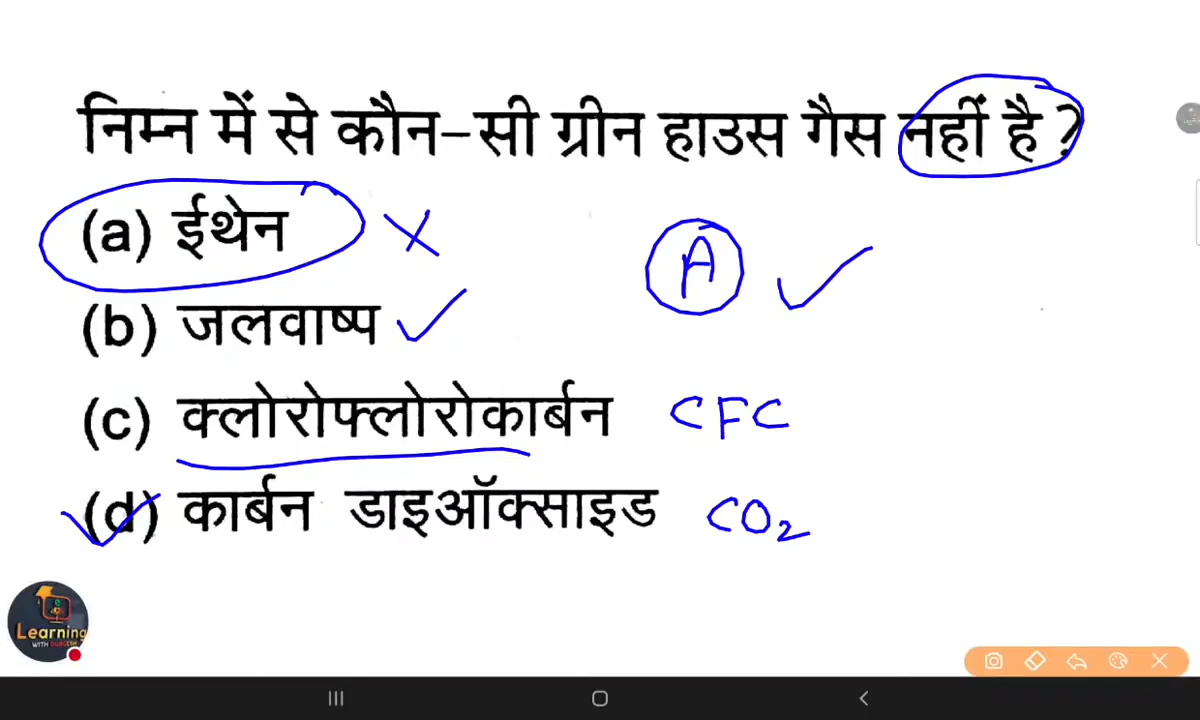 निम्न में से कौन-सी ग्रीन हाउस गैस नहीं है ?
(a) ईथेन ×
A ✓
(b) जलवाष्प ✓
(c) क्लोरोफ्लोरोकार्बन CFC
(d) कार्बन डाइऑक्साइड CO₂
Learning